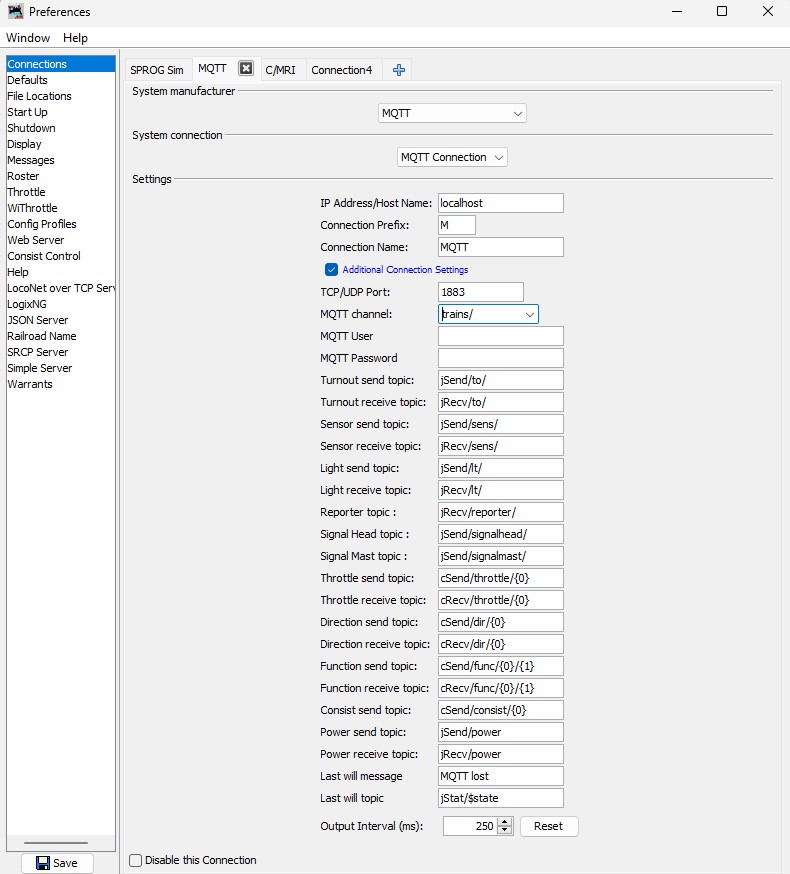 Preferences
Window Help
Connections
Defaults
File Locations
Start Up
Shutdown
Display
Messages
Roster
Throttle
WiThrottle
Config Profiles
Web Server
Consist Control
Help
LocoNet over TCP Serv
LogixNG
JSON Server
Railroad Name
SRCP Server
Simple Server
Warrants
Save
SPROG Sim MQTT C/MRI Connection4
System manufacturer
MQTT
System connection
MQTT Connection
Settings
IP Address/Host Name: localhost
Connection Prefix: M
Connection Name: MQTT
Additional Connection Settings
TCP/UDP Port: 1883
MQTT channel: trains/
MQTT User
MQTT Password
Turnout send topic: jSend/to/
Turnout receive topic: jRecv/to/
Sensor send topic: jSend/sens/
Sensor receive topic: jRecv/sens/
Light send topic: jSend/lt/
Light receive topic: jRecv/lt/
Reporter topic : jRecv/reporter/
Signal Head topic : jSend/signalhead/
Signal Mast topic : jSend/signalmast/
Throttle send topic: cSend/throttle/{0}
Throttle receive topic: cRecv/throttle/{0}
Direction send topic: cSend/dir/{0}
Direction receive topic: cRecv/dir/{0}
Function send topic: cSend/func/{0}/{1}
Function receive topic: cRecv/func/{0}/{1}
Consist send topic: cSend/consist/{0}
Power send topic: jSend/power
Power receive topic: jRecv/power
Last will message MQTT lost
Last will topic jStat/$state
Output Interval (ms): 250 Reset
Disable this Connection